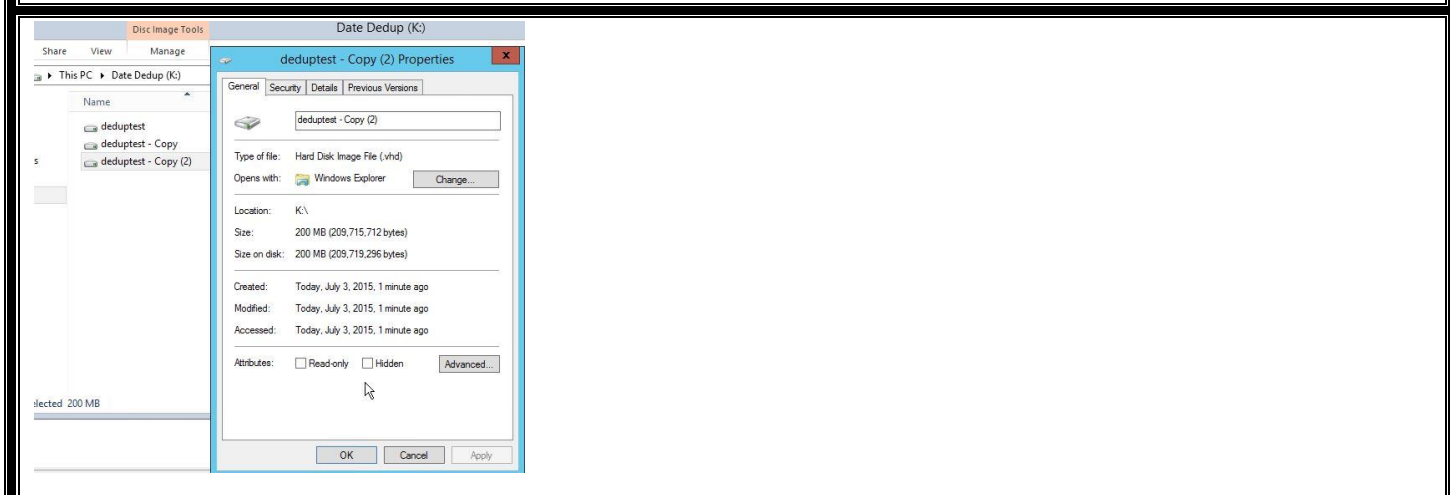 Disc Image Tools
Date Dedup (K:)
Share View Manage
This PC Date Dedup (K:)
Name
deduptest
deduptest - Copy
s
deduptest - Copy (2)
elected 200 MB
deduptest - Copy (2) Properties
x
General Security Details Previous Versions
deduptest - Copy (2)
Type of file: Hard Disk Image File (.vhd)
Opens with: Windows Explorer Change...
Location: K:\
Size: 200 MB (209,715,712 bytes)
Size on disk: 200 MB (209,719,296 bytes)
Created: Today, July 3, 2015, 1 minute ago
Modified: Today, July 3, 2015, 1 minute ago
Accessed: Today, July 3, 2015, 1 minute ago
Attributes: Read-only Hidden Advanced...
OK Cancel Apply